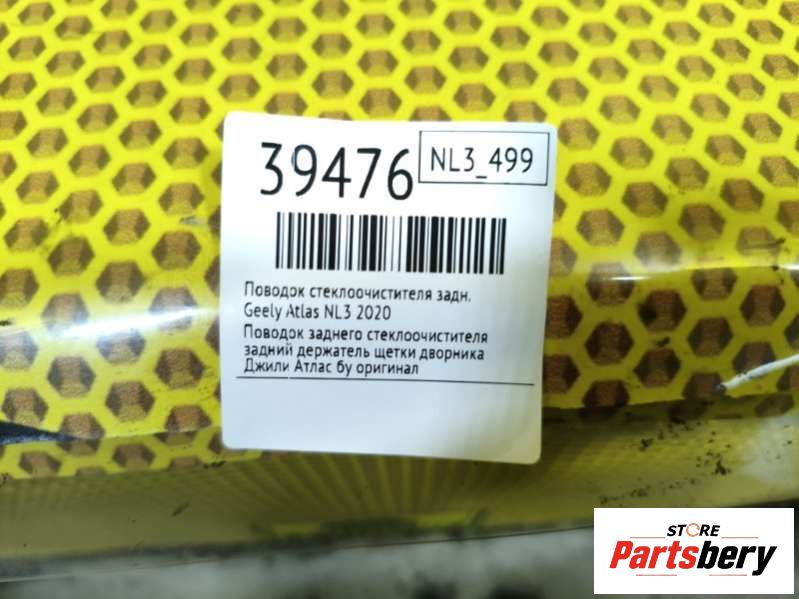 39476
NL3_499
Поводок стеклоочистителя задн.
Geely Atlas NL3 2020
Поводок заднего стеклоочистителя
задний держатель щетки дворника
Джили Атлас бу оригинал
STORE
Partsbery